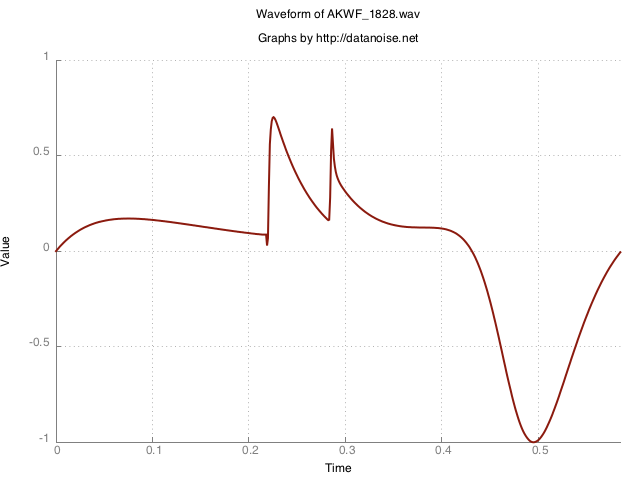 Waveform of AKWF_1828.wav
Graphs by http://datanoise.net
1
0.5
0
-0.5
-1
Value
0 0.1 0.2 0.3 0.4 0.5
Time